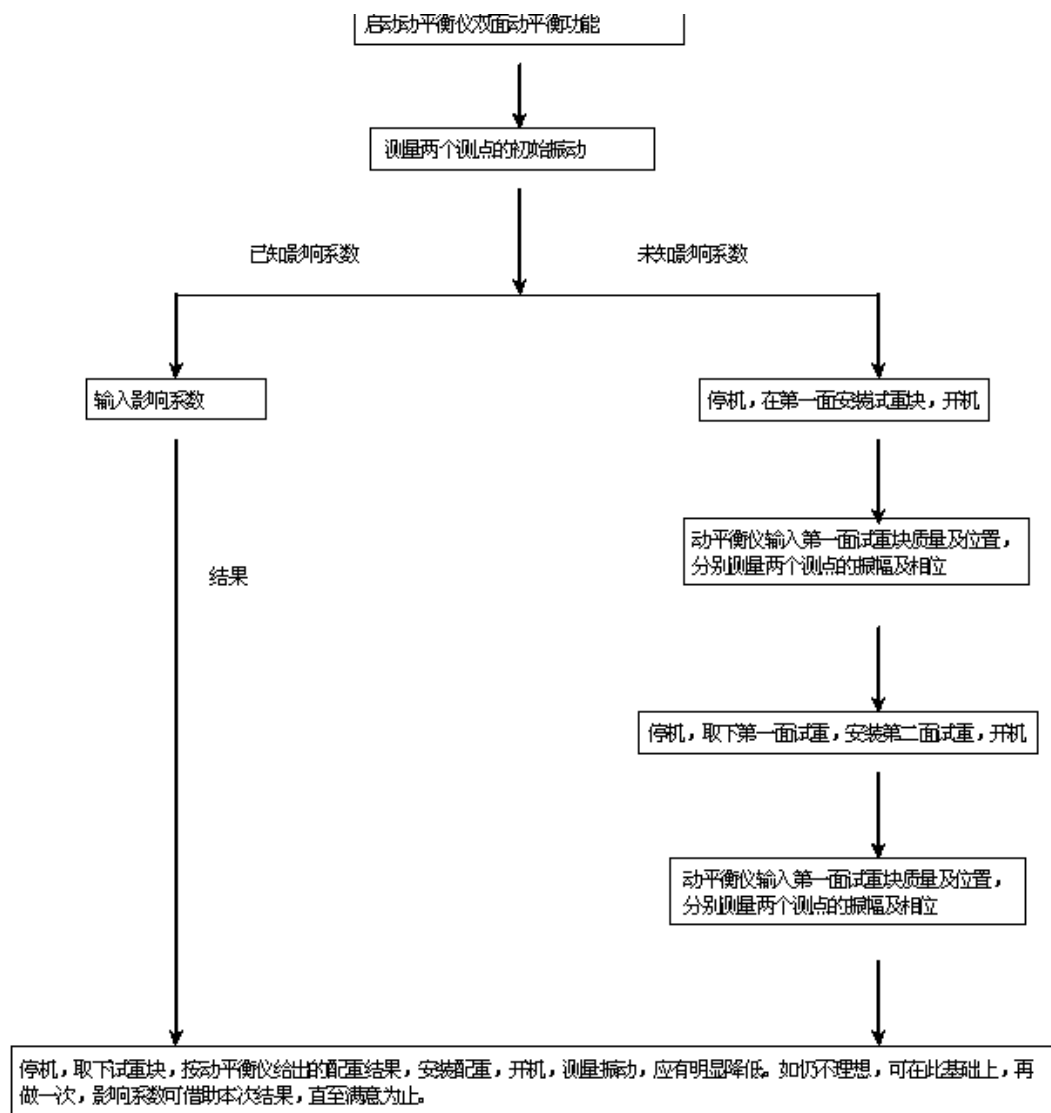 启动动平衡仪双面动平衡功能
测量两个测点的初始振动
已知影响系数
未知影响系数
输入影响系数
停机，在第一面安装试重块，开机
动平衡仪输入第一面试重块质量及位置，
分别测量两个测点的振幅及相位
结果
停机，取下第一面试重，安装第二面试重，开机
动平衡仪输入第一面试重块质量及位置，
分别测量两个测点的振幅及相位
停机，取下试重块，按动平衡仪给出的配重结果，安装配重，开机，测量振动，应有明显降低。如仍不理想，可在此基础上，再
做一次，影响系数可借助本次结果，直至满意为止。